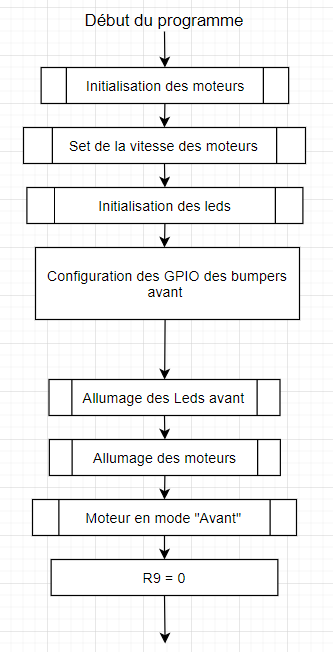 Début du programme
Initialisation des moteurs
Set de la vitesse des moteurs
Initialisation des leds
Configuration des GPIO des bumpers
avant
Allumage des Leds avant
Allumage des moteurs
Moteur en mode "Avant"
R9 = 0